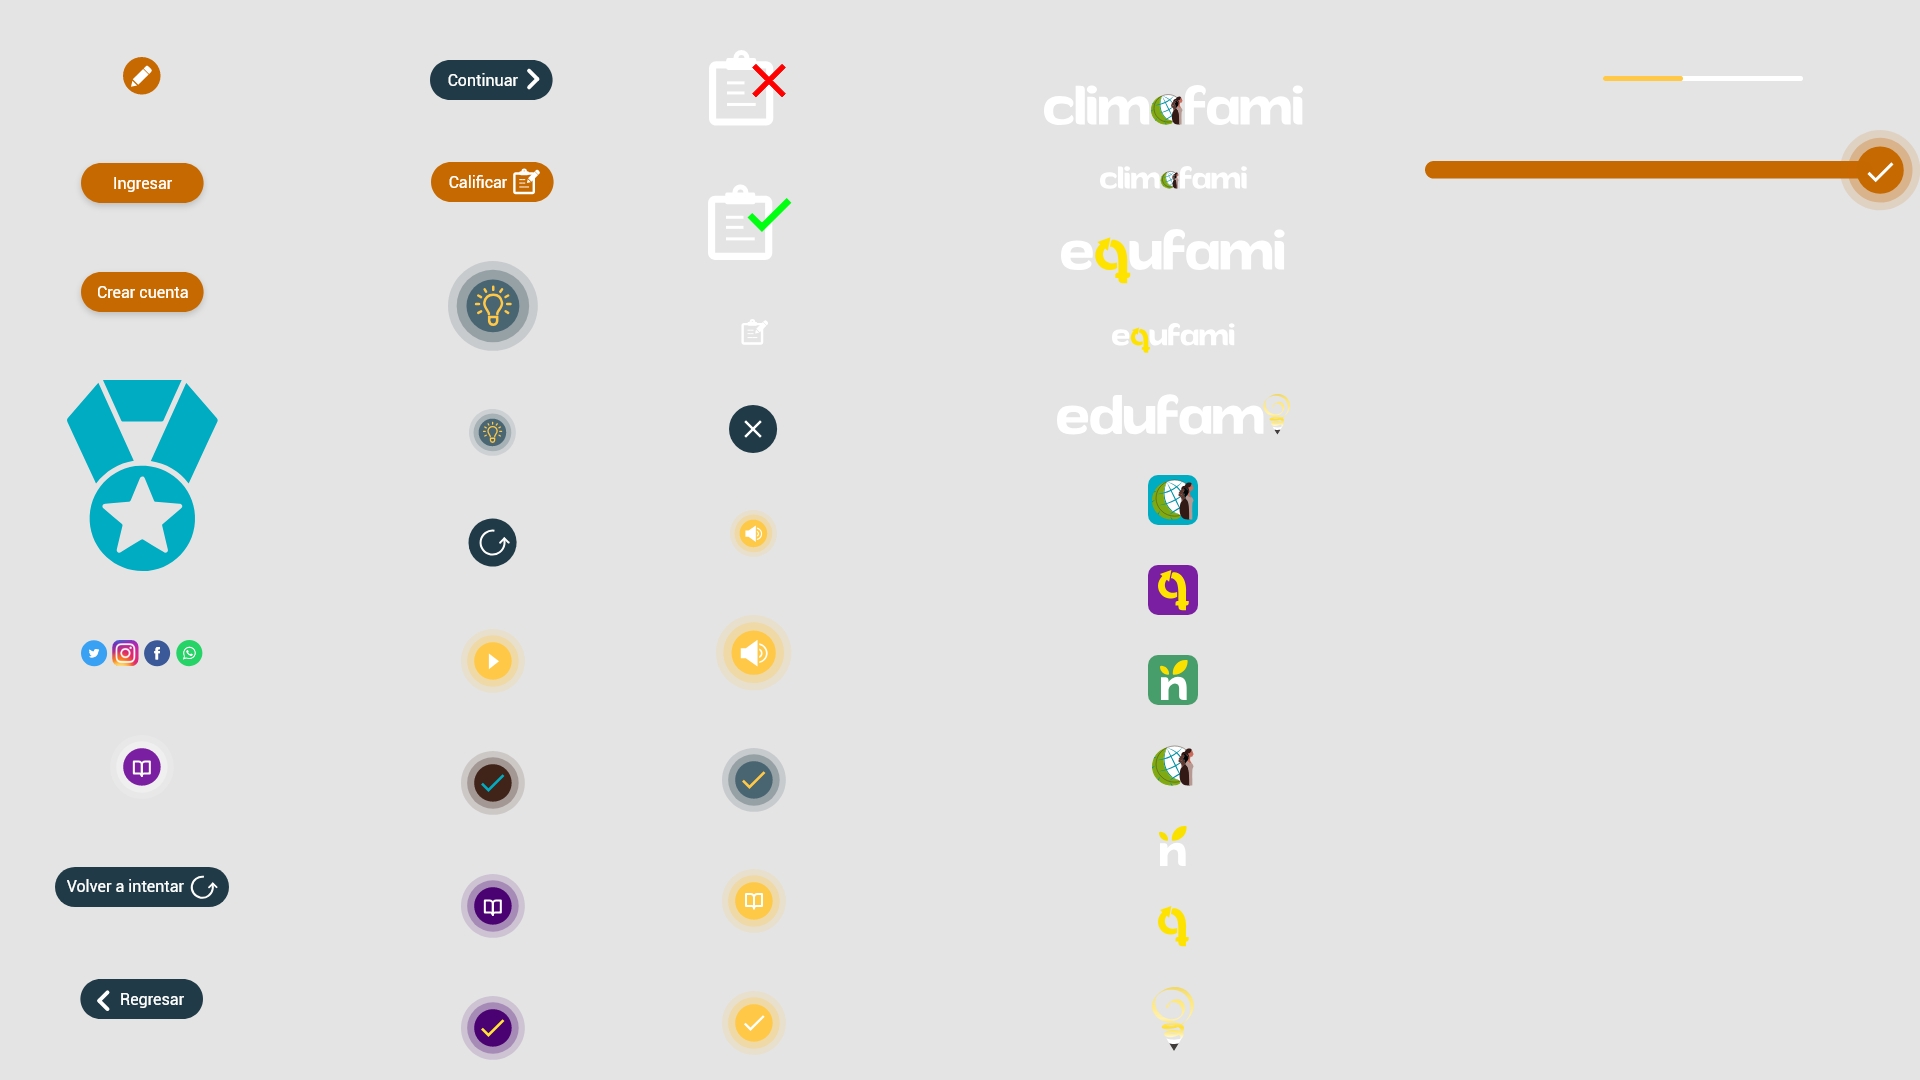 Ingresar
Crear cuenta
Volver a intentar
Regresar
Continuar
Calificar
climafami
climafami
equfami
equfami
edufami
q
n
n
q